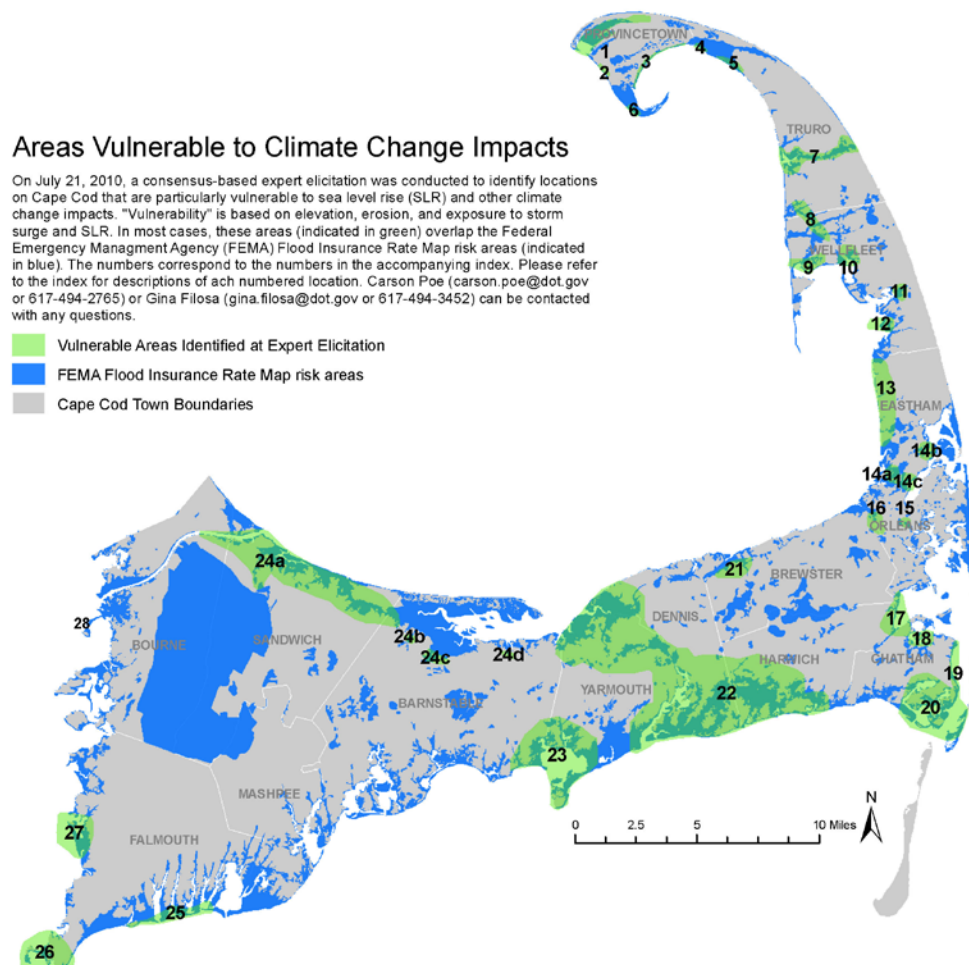 Areas Vulnerable to Climate Change Impacts
On July 21, 2010, a consensus-based expert elicitation was conducted to identify locations
on Cape Cod that are particularly vulnerable to sea level rise (SLR) and other climate
change impacts. "Vulnerability" is based on elevation, erosion, and exposure to storm
surge and SLR. In most cases, these areas (indicated in green) overlap the Federal
Emergency Managment Agency (FEMA) Flood Insurance Rate Map risk areas (indicated
in blue). The numbers correspond to the numbers in the accompanying index. Please refer
to the index for descriptions of ach numbered location. Carson Poe (carson.poe@dot.gov
or 617-494-2765) or Gina Filosa (gina.filosa@dot.gov or 617-494-3452) can be contacted
with any questions.
Vulnerable Areas Identified at Expert Elicitation
FEMA Flood Insurance Rate Map risk areas
Cape Cod Town Boundaries
PROVINCETOWN
1
2
3
4
5
6
TRURO
7
8
WELLFLEET
9
10
11
12
13
EASTHAM
14b
14a
14c
16
15
ORLEANS
24a
21
BREWSTER
28
BOURNE
SANDWICH
24b
24c
24d
DENNIS
17
18
CHATHAM
HARWICH
19
YARMOUTH
22
20
BARNSTABLE
23
MASHPEE
27
FALMOUTH
25
26
N
0 2.5 5 10 Miles